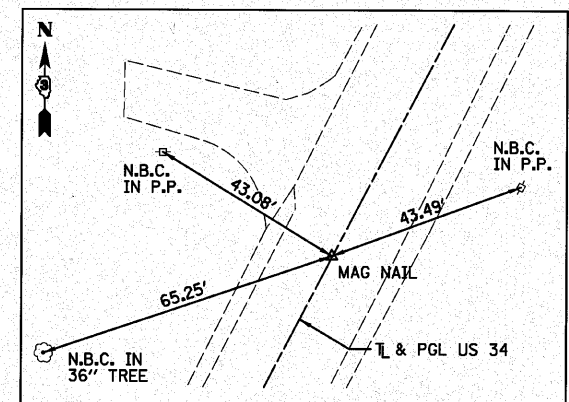 N
N.B.C.
IN P.P.
43.08'
N.B.C.
IN P.P.
43.49'
MAG NAIL
65.25'
N.B.C. IN
36" TREE
& PGL US 34